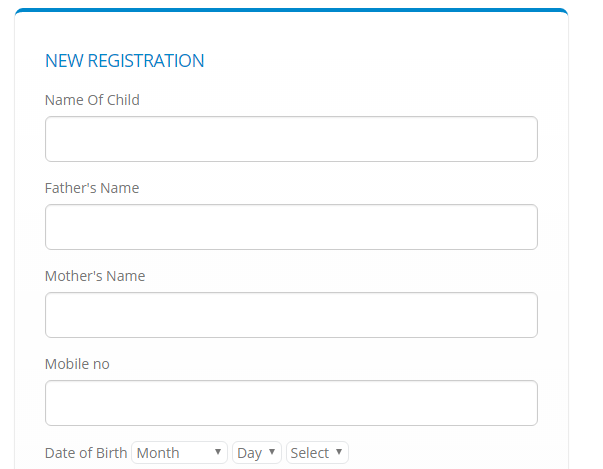 NEW REGISTRATION
Name Of Child
Father's Name
Mother's Name
Mobile no
Date of Birth Month Day Select